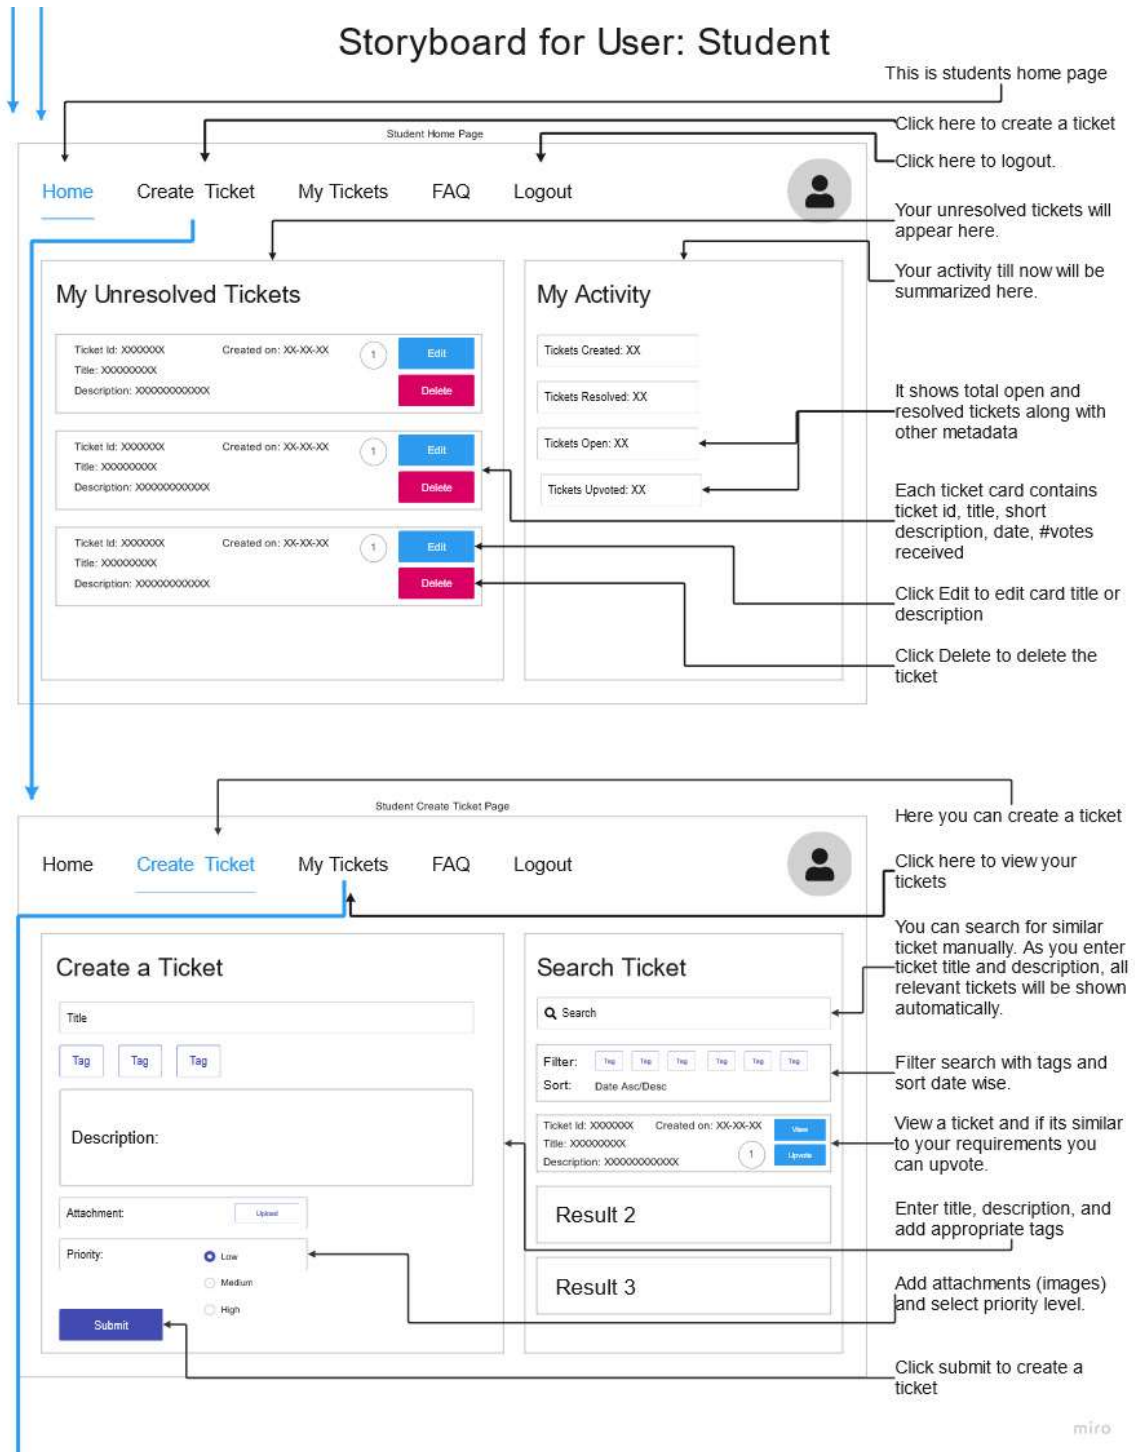 Storyboard for User: Student
This is students home page
Click here to create a ticket
Student Home Page
Click here to logout.
Home
Create Ticket
My Tickets
FAQ
Logout
Your unresolved tickets will
appear here.
Your activity till now will be
summarized here.
My Unresolved Tickets
Ticket Id: XXXXXXX
Created on: XX-XX-XX
1
Edit
Title: XXXXXXXXX
Description: XXXXXXXXXXXX
Delete
Ticket Id: XXXXXXX
Created on: XX-XX-XX
1
Edit
Title: XXXXXXXXX
Description: XXXXXXXXXXXX
Delete
Ticket Id: XXXXXXX
Created on: XX-XX-XX
1
Edit
Title: XXXXXXXXX
Description: XXXXXXXXXXXX
Delete
My Activity
Tickets Created: XX
Tickets Resolved: XX
Tickets Open: XX
Tickets Upvoted: XX
It shows total open and
resolved tickets along with
other metadata
Each ticket card contains
ticket id, title, short
description, date, #votes
received
Click Edit to edit card title or
description
Click Delete to delete the
ticket
Student Create Ticket Page
Here you can create a ticket
Home
Create Ticket
My Tickets
FAQ
Logout
Click here to view your
tickets
You can search for similar
ticket manually. As you enter
ticket title and description, all
relevant tickets will be shown
automatically.
Create a Ticket
Title
Tag
Tag
Tag
Description:
Attachment:
Upload
Priority:
Low
Medium
High
Submit
Search Ticket
Search
Filter:
Tag
Tag
Tag
Tag
Tag
Tag
Sort:
Date Asc/Desc
Ticket Id: XXXXXXX
Created on: XX-XX-XX
View
Title: XXXXXXXXX
1
Upvote
Description: XXXXXXXXXXXX
Result 2
Result 3
Filter search with tags and
sort date wise.
View a ticket and if its similar
to your requirements you
can upvote.
Enter title, description, and
add appropriate tags
Add attachments (images)
and select priority level.
Click submit to create a
ticket
miro